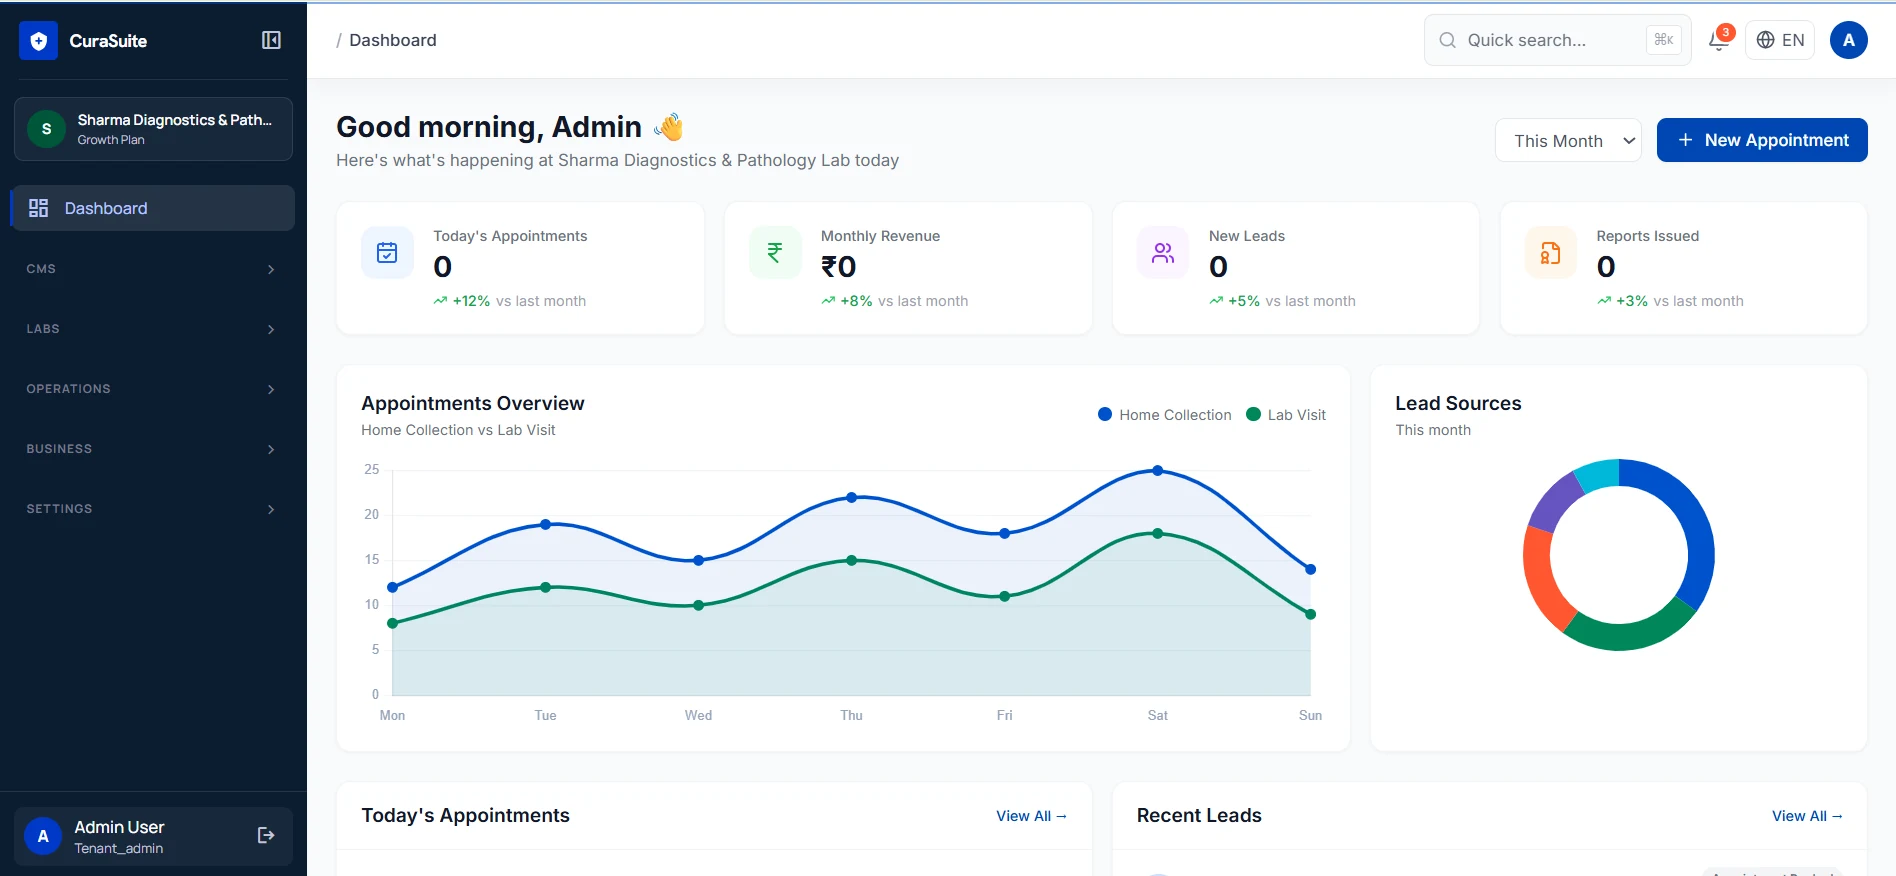 CuraSuite
Sharma Diagnostics & Path...
Growth Plan
Dashboard
CMS
LABS
OPERATIONS
BUSINESS
SETTINGS
A
Admin User
Tenant_admin
S
/ Dashboard
Quick search...
⌘K
3
EN
A
Good morning, Admin 👋
Here's what's happening at Sharma Diagnostics & Pathology Lab today
This Month
+ New Appointment
Today's Appointments
0
+12% vs last month
Monthly Revenue
₹0
+8% vs last month
New Leads
0
+5% vs last month
Reports Issued
0
+3% vs last month
Appointments Overview
Home Collection vs Lab Visit
Home Collection
Lab Visit
25
20
15
10
5
0
Mon Tue Wed Thu Fri Sat Sun
Lead Sources
This month
Today's Appointments
View All →
Recent Leads
View All →